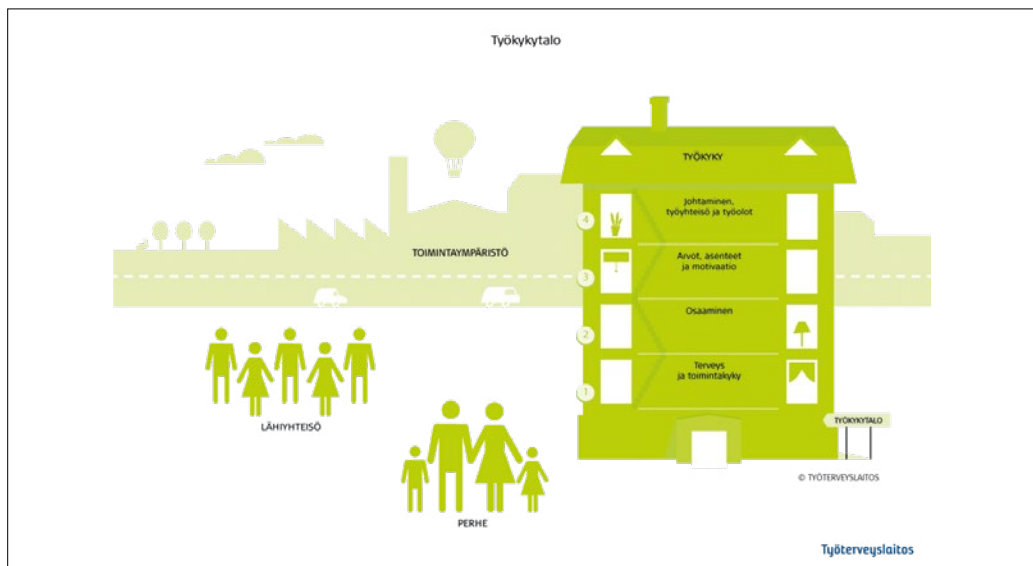 Työkykytalo
TYÖKYKY
4
Johtaminen,
työyhteisö ja työolot
TOIMINTAYMPÄRISTÖ
3
Arvot, asenteet
ja motivaatio
2
Osaaminen
1
Terveys
ja toimintakyky
LÄHIYHTEISÖ
TYÖKYKYTALO
© TYÖTERVEYSLAITOS
PERHE
Työterveyslaitos